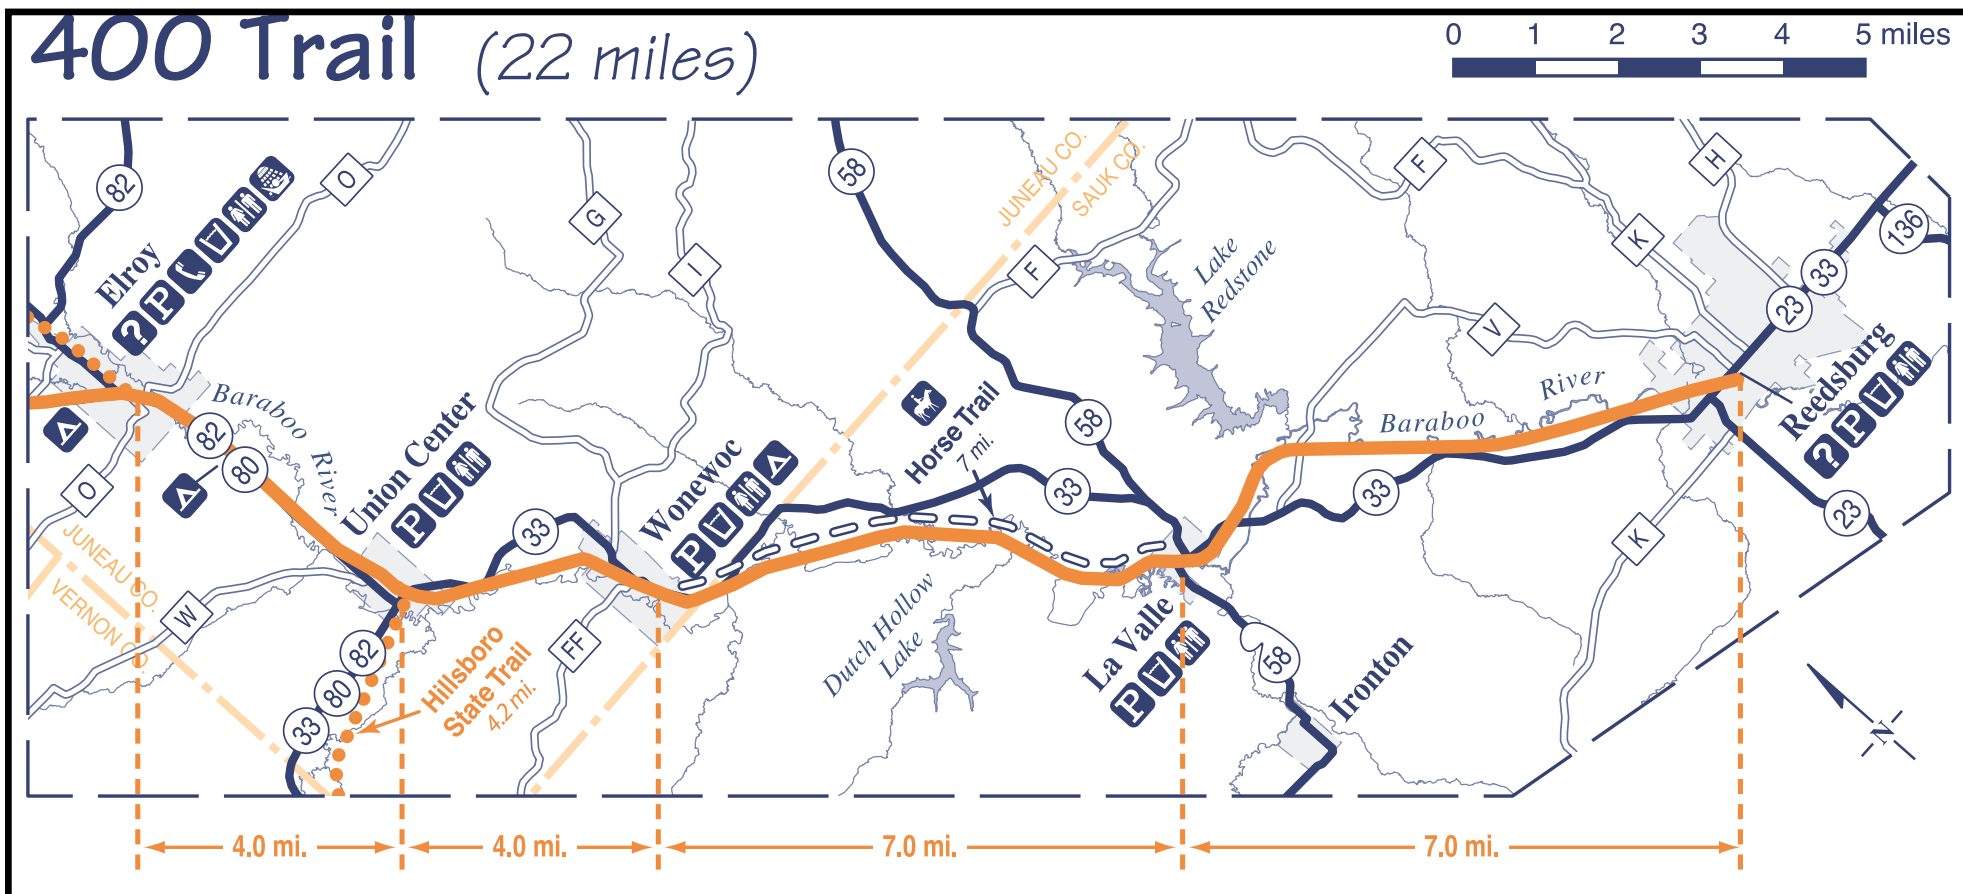 400 Trail (22 miles)
0 1 2 3 4 5 miles
82
O
G
I
58
JUNEAU CO.
SAUK CO.
F
F
H
K
136
33
23
Elroy
?
P
Lake
Redstone
V
Reedsburg
?
P
Baraboo
River
82
80
O
Union Center
P
33
Wonewoc
P
Horse Trail
7 mi.
58
33
Baraboo
River
33
23
K
JUNEAU CO.
VERNON CO.
W
82
80
33
Hillsboro
State Trail
4.2 mi.
FF
Dutch Hollow
Lake
La Valle
P
58
Ironton
N
4.0 mi.
4.0 mi.
7.0 mi.
7.0 mi.